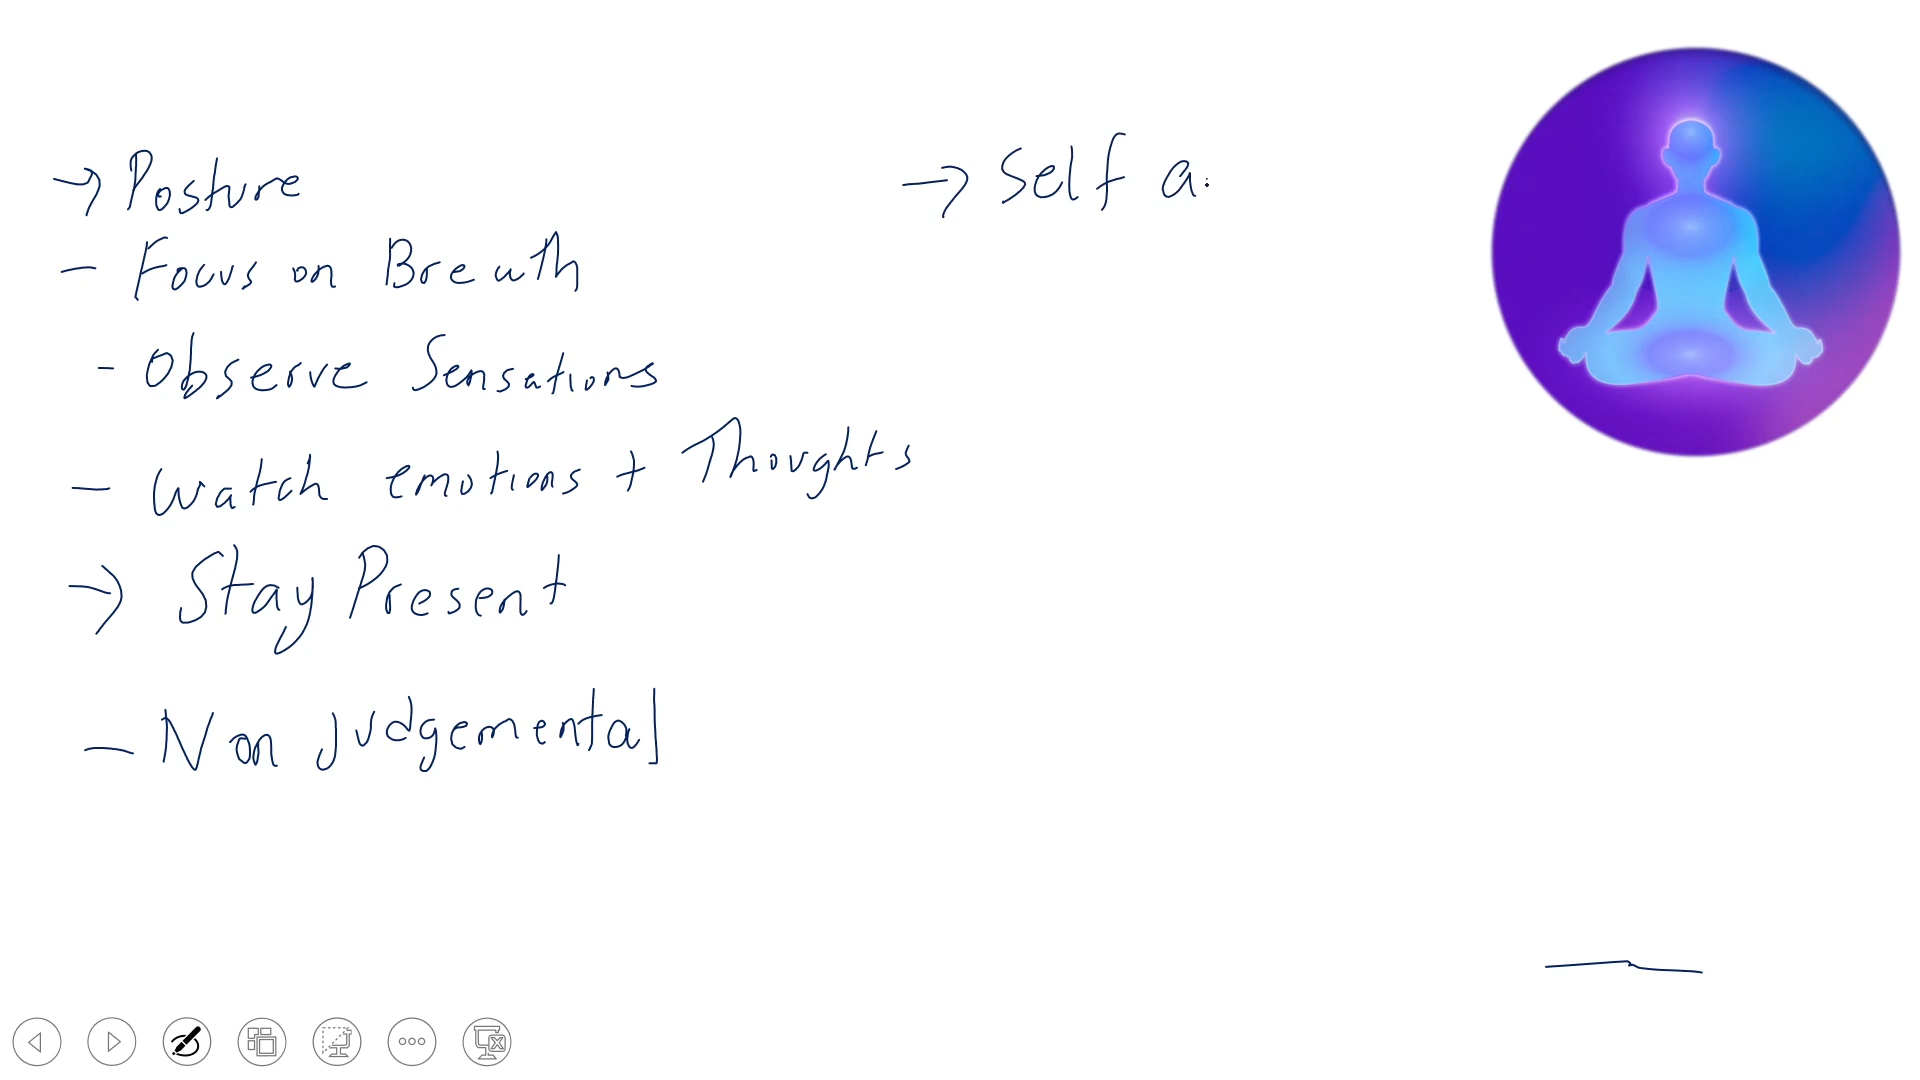 → Posture
- Focus on Breath
- Observe Sensations
- Watch emotions + Thoughts
→ Stay Present
- Non Judgemental
→ Self a